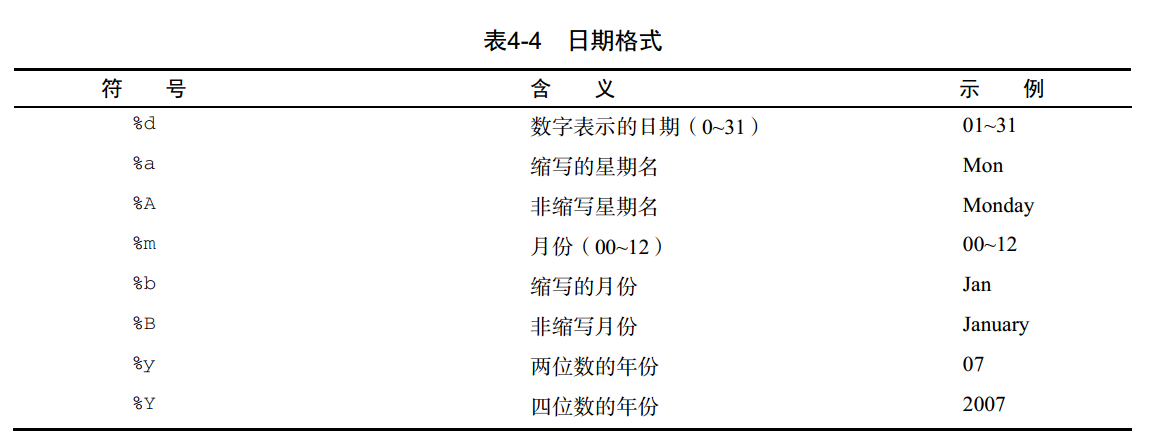 表4-4 日期格式
符 号 含 义 示 例
%d 数字表示的日期（0~31） 01~31
%a 缩写的星期名 Mon
%A 非缩写星期名 Monday
%m 月份（00~12） 00~12
%b 缩写的月份 Jan
%B 非缩写月份 January
%y 两位数的年份 07
%Y 四位数的年份 2007